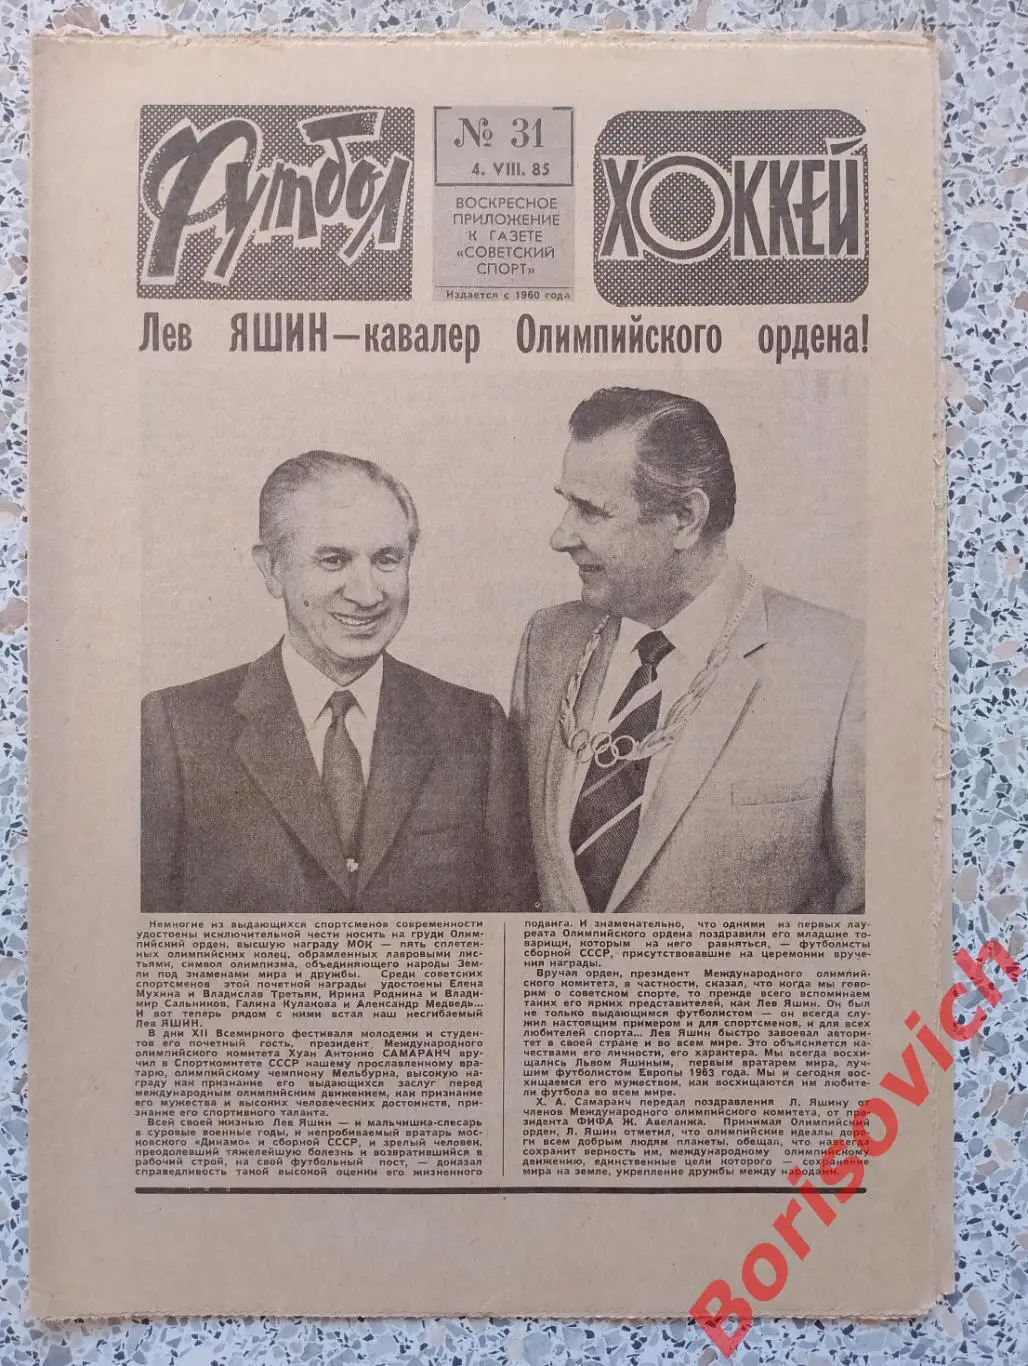 Футбол
№ 31
4. VIII. 85
ВОСКРЕСНОЕ
ПРИЛОЖЕНИЕ
К ГАЗЕТЕ
«СОВЕТСКИЙ
СПОРТ»
Издается с 1960 года
ХОККЕЙ
Лев ЯШИН — кавалер Олимпийского ордена!
Немногие из выдающихся спортсменов современности
удостоены исключительной чести носить на груди Олим-
пийский орден, высшую награду МОК — пять сплетен-
ных олимпийских колец, обрамленных лавровыми лис-
тьями, символ олимпизма, объединяющего народы Зем-
ли под знаменами мира и дружбы. Среди советских
спортсменов этой почетной награды удостоены Елена
Мухина и Владислав Третьяк, Ирина Роднина и Влади-
мир Сальников, Галина Кулакова и Александр Медведь...
И вот теперь рядом с ними встал наш несгибаемый
Лев ЯШИН.
В дни XII Всемирного фестиваля молодежи и студен-
тов его почетный гость, президент Международного
олимпийского комитета Хуан Антонио САМАРАНЧ вру-
чил в Спорткомитете СССР нашему прославленному вра-
тарю, олимпийскому чемпиону Мельбурна, высокую на-
граду как признание его выдающихся заслуг перед
международным олимпийским движением, как признание
его мужества и высоких человеческих достоинств, при-
знание его спортивного таланта.
Всей своей жизнью Лев Яшин — и мальчишка-слесарь
в суровые военные годы, и непробиваемый вратарь мос-
ковского «Динамо» и сборной СССР, и зрелый человек,
преодолевший тяжелейшую болезнь и возвратившийся в
рабочий строй, на свой футбольный пост, — доказал
справедливость такой высокой оценки его жизненного
подвига. И знаменательно, что одними из первых лау-
реата Олимпийского ордена поздравили его младшие то-
варищи, которым на него равняться, — футболисты
сборной СССР, присутствовавшие на церемонии вруче-
ния награды.
Вручая орден, президент Международного олимпий-
ского комитета, в частности, сказал, что когда мы гово-
рим о советском спорте, то прежде всего вспоминаем
таких его ярких представителей, как Лев Яшин. Он был
не только выдающимся футболистом — он всегда слу-
жил настоящим примером и для спортсменов, и для всех
любителей спорта... Лев Яшин быстро завоевал автори-
тет в своей стране и во всем мире. Это объясняется ка-
чествами его личности, его характера. Мы всегда восхи-
щались Львом Яшиным, первым вратарем мира, луч-
шим футболистом Европы 1963 года. Мы и сегодня вос-
хищаемся его мужеством, как восхищаются им любите-
ли футбола во всем мире.
Х. А. Самаранч передал поздравления Л. Яшину от
членов Международного олимпийского комитета, от пре-
зидента ФИФА Ж. Авеланжа. Принимая Олимпийский
орден, Л. Яшин отметил, что олимпийские идеалы доро-
ги всем добрым людям планеты, обещал, что навсегда
сохранит верность им, международному олимпийскому
движению, единственные цели которого — сохранение
мира на земле, укрепление дружбы между народами.
Borisovich